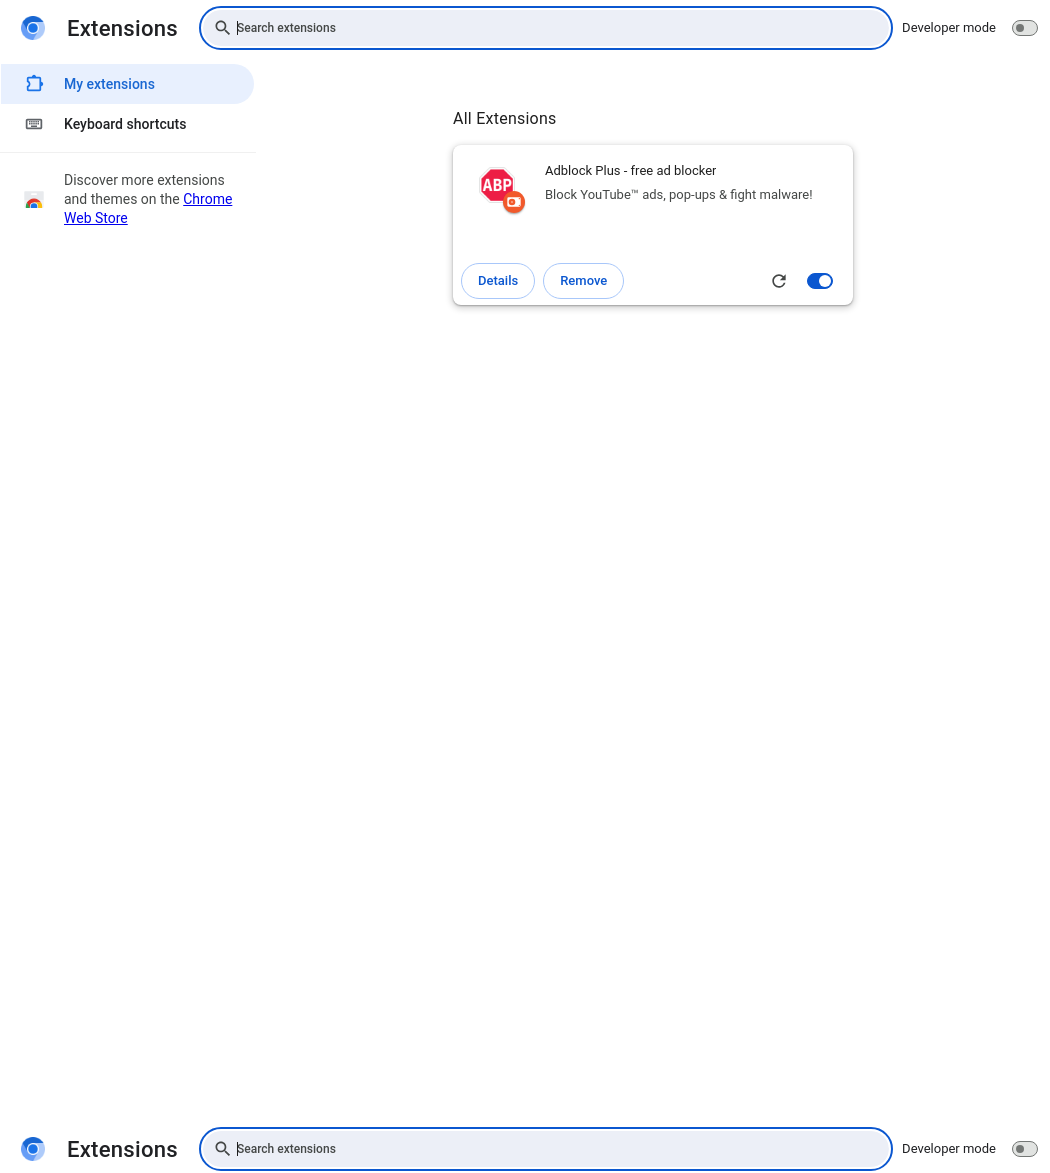 Extensions
Search extensions
Developer mode
My extensions
Keyboard shortcuts
Discover more extensions
and themes on the Chrome
Web Store
All Extensions
ABP
Adblock Plus - free ad blocker
Block YouTube™ ads, pop-ups & fight malware!
Details
Remove
Extensions
Search extensions
Developer mode